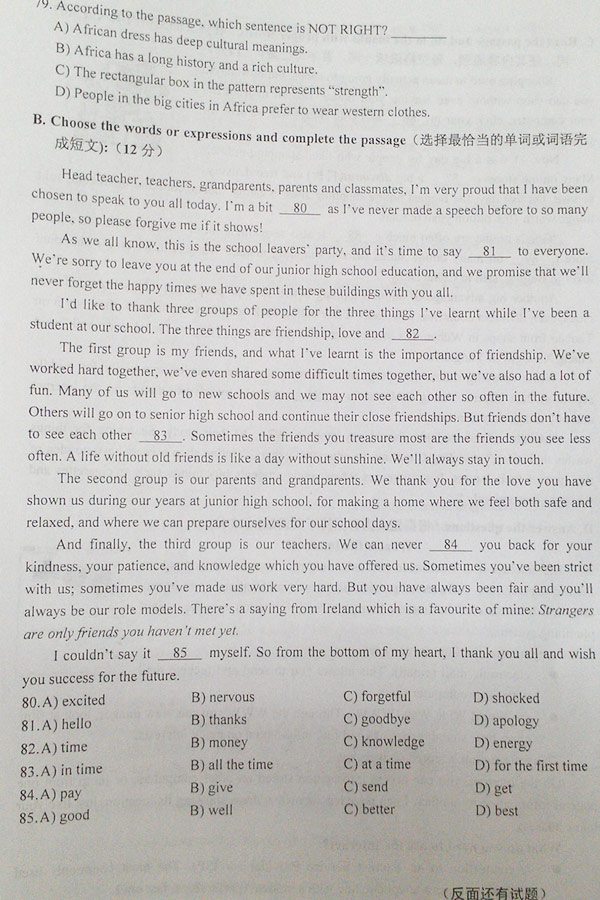 79. According to the passage, which sentence is NOT RIGHT? ________
A) African dress has deep cultural meanings.
B) Africa has a long history and a rich culture.
C) The rectangular box in the pattern represents “strength”.
D) People in the big cities in Africa prefer to wear western clothes.
B. Choose the words or expressions and complete the passage（选择最恰当的单词或词语完
成短文):（12 分）
Head teacher, teachers, grandparents, parents and classmates, I’m very proud that I have been
chosen to speak to you all today. I’m a bit __80__ as I’ve never made a speech before to so many
people, so please forgive me if it shows!
As we all know, this is the school leavers’ party, and it’s time to say __81__ to everyone.
We’re sorry to leave you at the end of our junior high school education, and we promise that we’ll
never forget the happy times we have spent in these buildings with you all.
I’d like to thank three groups of people for the three things I’ve learnt while I’ve been a
student at our school. The three things are friendship, love and __82__.
The first group is my friends, and what I’ve learnt is the importance of friendship. We’ve
worked hard together, we’ve even shared some difficult times together, but we’ve also had a lot of
fun. Many of us will go to new schools and we may not see each other so often in the future.
Others will go on to senior high school and continue their close friendships. But friends don’t have
to see each other __83__. Sometimes the friends you treasure most are the friends you see less
often. A life without old friends is like a day without sunshine. We’ll always stay in touch.
The second group is our parents and grandparents. We thank you for the love you have
shown us during our years at junior high school, for making a home where we feel both safe and
relaxed, and where we can prepare ourselves for our school days.
And finally, the third group is our teachers. We can never __84__ you back for your
kindness, your patience, and knowledge which you have offered us. Sometimes you’ve been strict
with us; sometimes you’ve made us work very hard. But you have always been fair and you’ll
always be our role models. There’s a saying from Ireland which is a favourite of mine: Strangers
are only friends you haven’t met yet.
I couldn’t say it __85__ myself. So from the bottom of my heart, I thank you all and wish
you success for the future.
80. A) excited B) nervous C) forgetful D) shocked
81. A) hello B) thanks C) goodbye D) apology
82. A) time B) money C) knowledge D) energy
83. A) in time B) all the time C) at a time D) for the first time
84. A) pay B) give C) send D) get
85. A) good B) well C) better D) best
（反面还有试题）